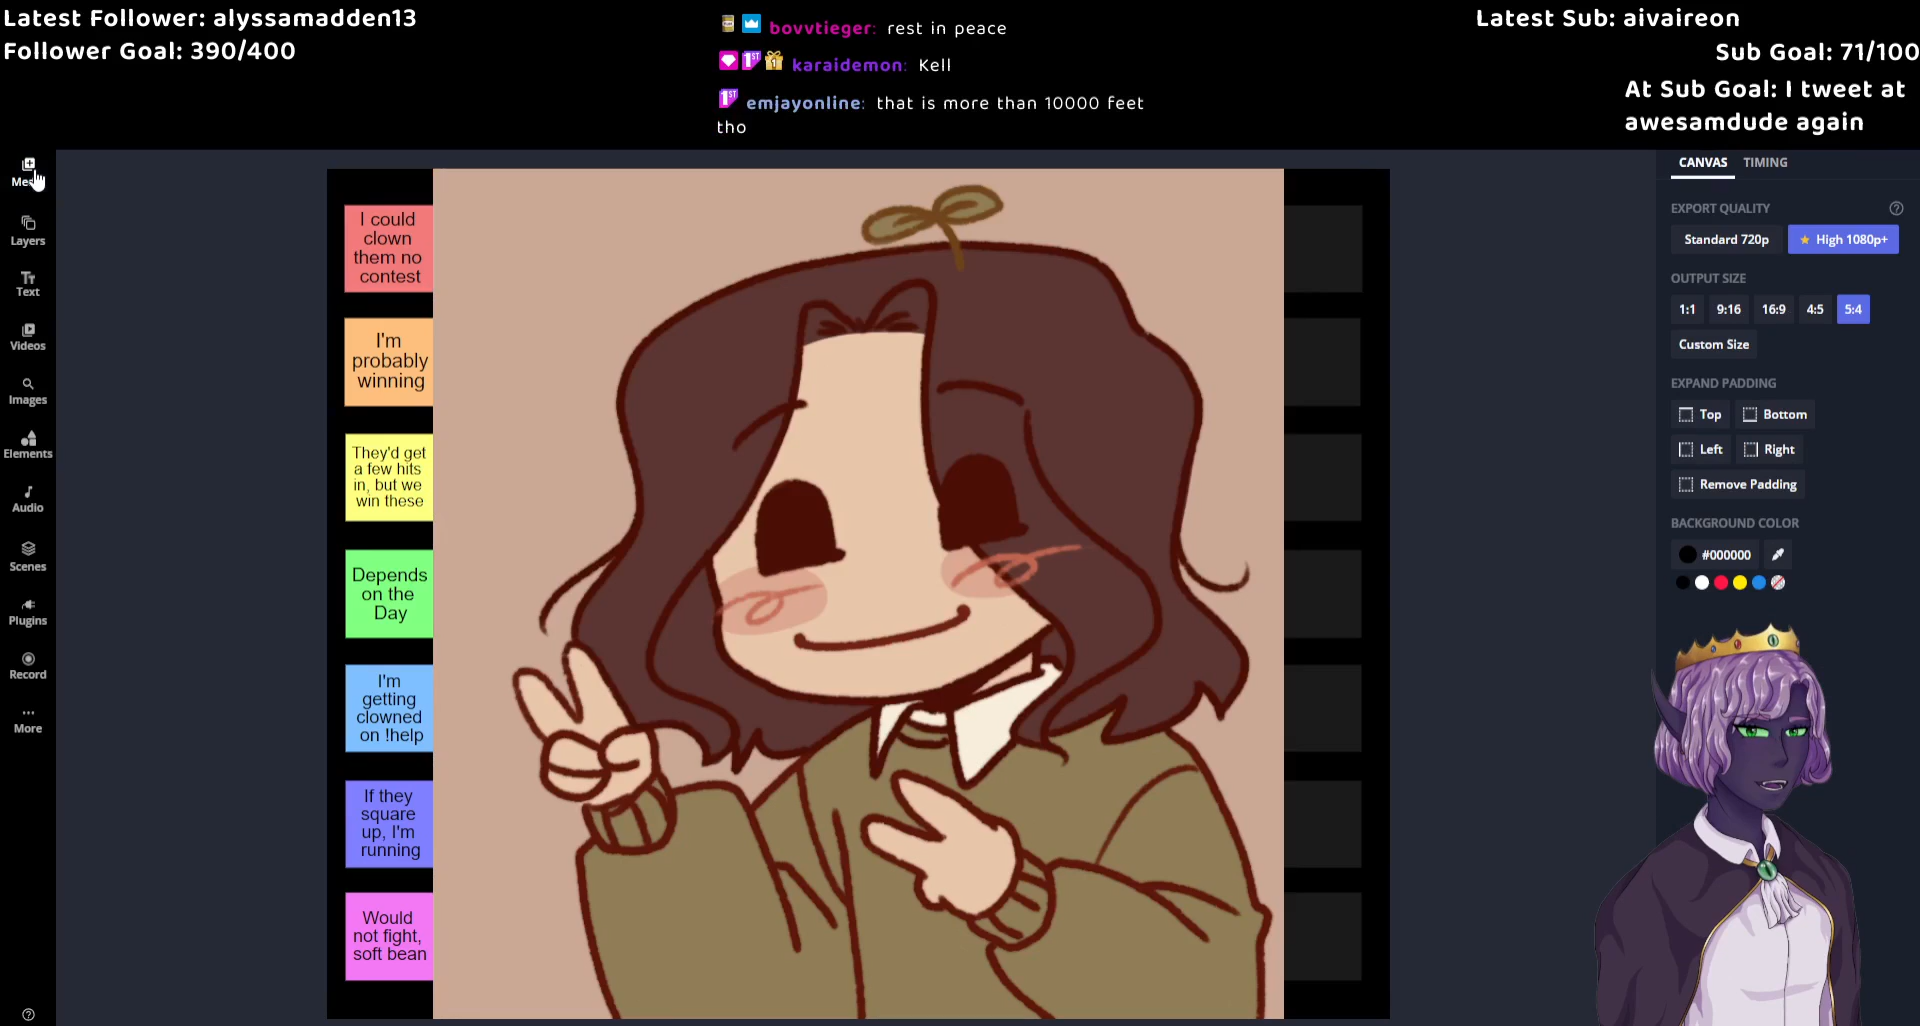 Latest Follower: alyssamadden13
Follower Goal: 390/400
bovvtieger: rest in peace
karaidemon: Kell
emjayonline: that is more than 10000 feet
tho
Latest Sub: aivaireon
Sub Goal: 71/100
At Sub Goal: I tweet at
awesamdude again
Layers
Text
Videos
Images
Elements
Audio
Scenes
Plugins
Record
More
I could
clown
them no
contest
I'm
probably
winning
They'd get
a few hits
in, but we
win these
Depends
on the
Day
I'm
getting
clowned
on !help
If they
square
up, I'm
running
Would
not fight,
soft bean
CANVAS TIMING
EXPORT QUALITY
Standard 720p High 1080p+
OUTPUT SIZE
1:1 9:16 16:9 4:5 5:4
Custom Size
EXPAND PADDING
Top Bottom
Left Right
Remove Padding
BACKGROUND COLOR
#000000